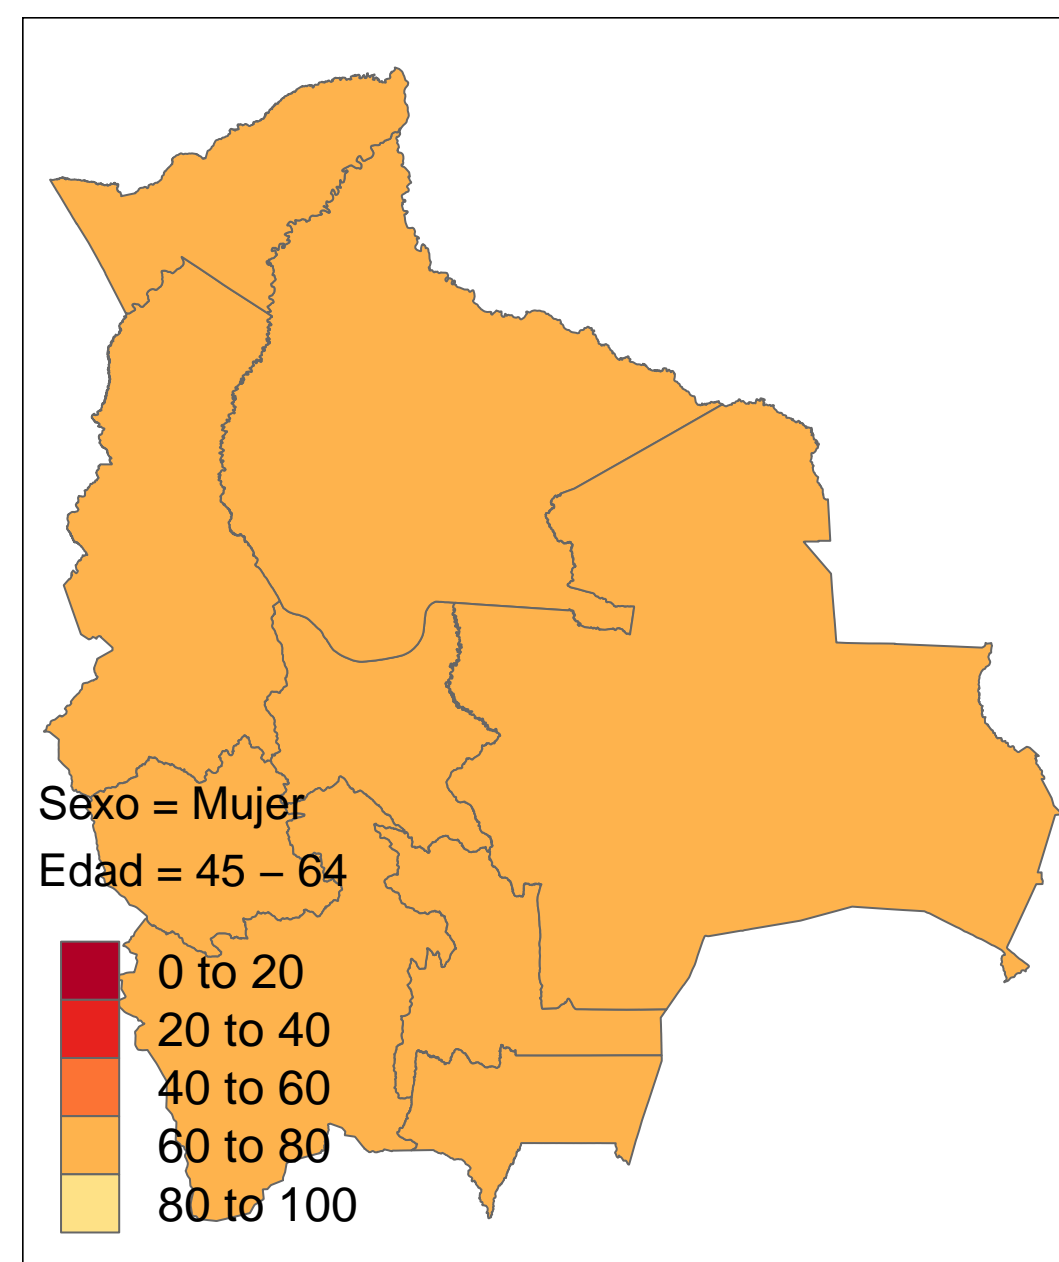 Sexo = Mujer
Edad = 45 – 64
0 to 20
20 to 40
40 to 60
60 to 80
80 to 100